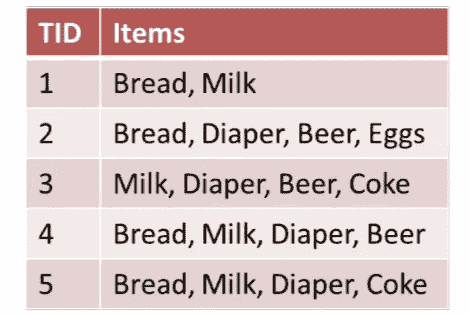 TID Items
1 Bread, Milk
2 Bread, Diaper, Beer, Eggs
3 Milk, Diaper, Beer, Coke
4 Bread, Milk, Diaper, Beer
5 Bread, Milk, Diaper, Coke